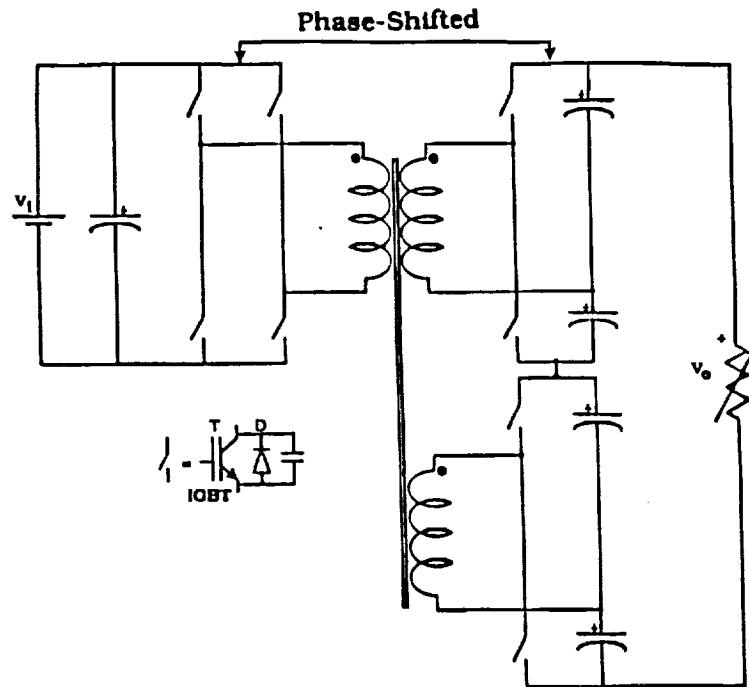 Phase-Shifted
+
+
V₁
+
+
+
Vₒ
+
T D
=
IGBT
+